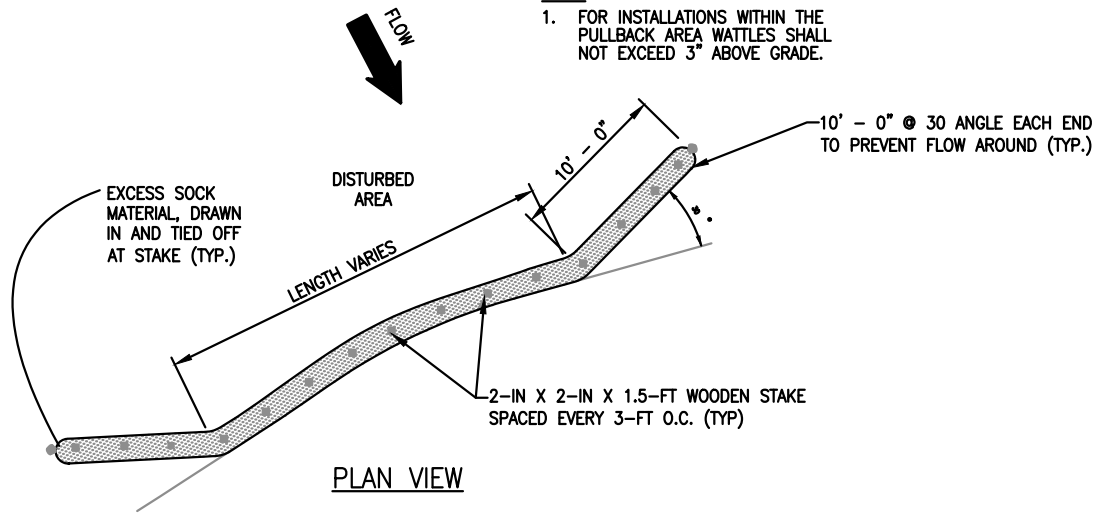 FLOW
1. FOR INSTALLATIONS WITHIN THE
PULLBACK AREA WATTLES SHALL
NOT EXCEED 3" ABOVE GRADE.
10' - 0"
10' - 0" @ 30 ANGLE EACH END
TO PREVENT FLOW AROUND (TYP.)
DISTURBED
AREA
EXCESS SOCK
MATERIAL, DRAWN
IN AND TIED OFF
AT STAKE (TYP.)
LENGTH VARIES
2-IN X 2-IN X 1.5-FT WOODEN STAKE
SPACED EVERY 3-FT O.C. (TYP)
PLAN VIEW